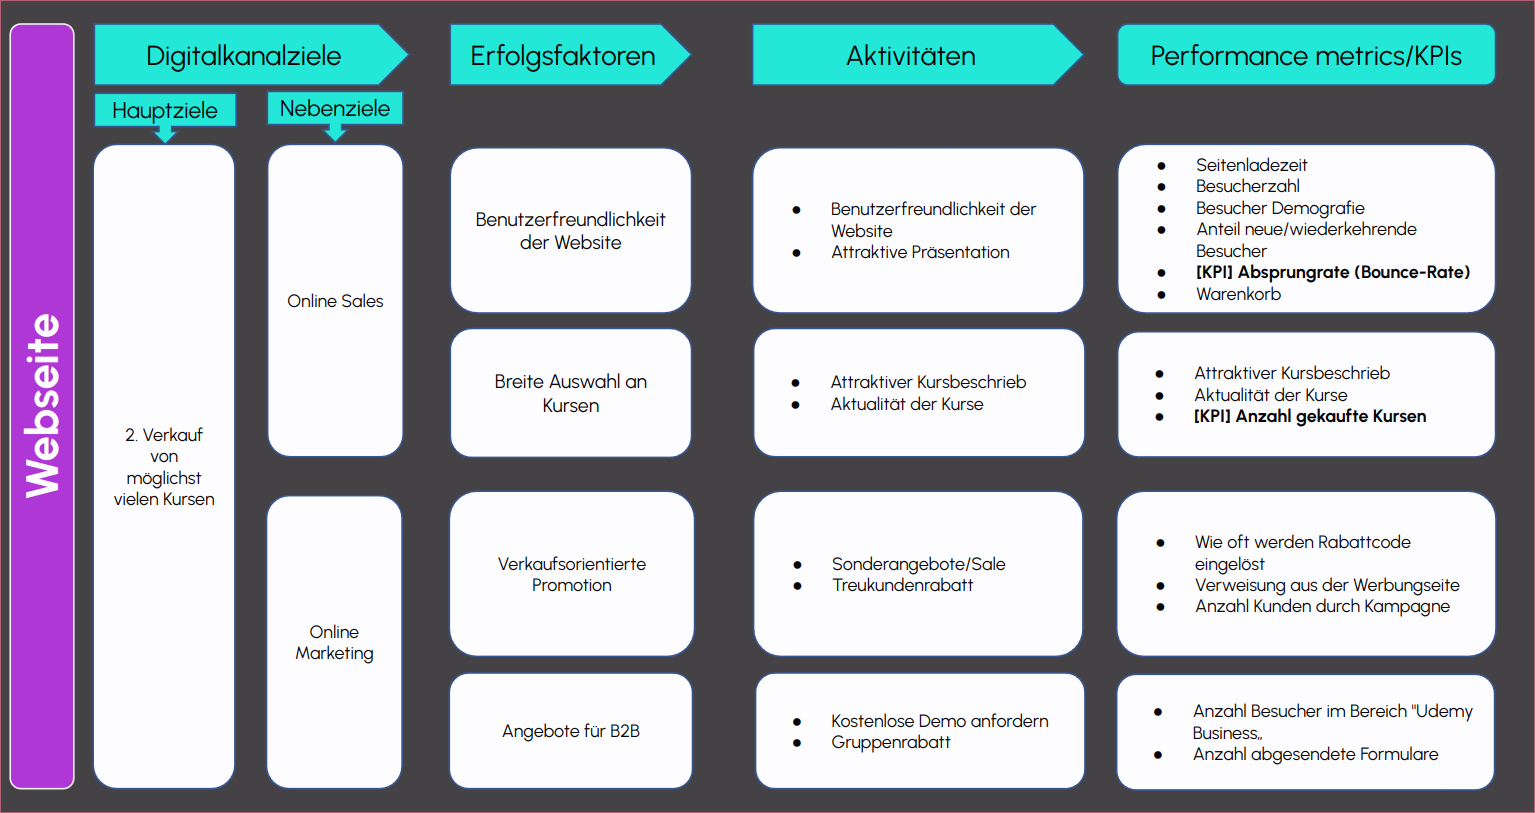 Webseite
Digitalkanalziele
Erfolgsfaktoren
Aktivitäten
Performance metrics/KPIs
Hauptziele
Nebenziele
2. Verkauf
von
möglichst
vielen Kursen
Online Sales
Benutzerfreundlichkeit
der Website
● Benutzerfreundlichkeit der
Website
● Attraktive Präsentation
● Seitenladezeit
● Besucherzahl
● Besucher Demografie
● Anteil neue/wiederkehrende
Besucher
● [KPI] Absprungrate (Bounce-Rate)
● Warenkorb
Breite Auswahl an
Kursen
● Attraktiver Kursbeschrieb
● Aktualität der Kurse
● Attraktiver Kursbeschrieb
● Aktualität der Kurse
● [KPI] Anzahl gekaufte Kursen
Online
Marketing
Verkaufsorientierte
Promotion
● Sonderangebote/Sale
● Treukundenrabatt
● Wie oft werden Rabattcode
eingelöst
● Verweisung aus der Werbungseite
● Anzahl Kunden durch Kampagne
Angebote für B2B
● Kostenlose Demo anfordern
● Gruppenrabatt
● Anzahl Besucher im Bereich "Udemy
Business„
● Anzahl abgesendete Formulare